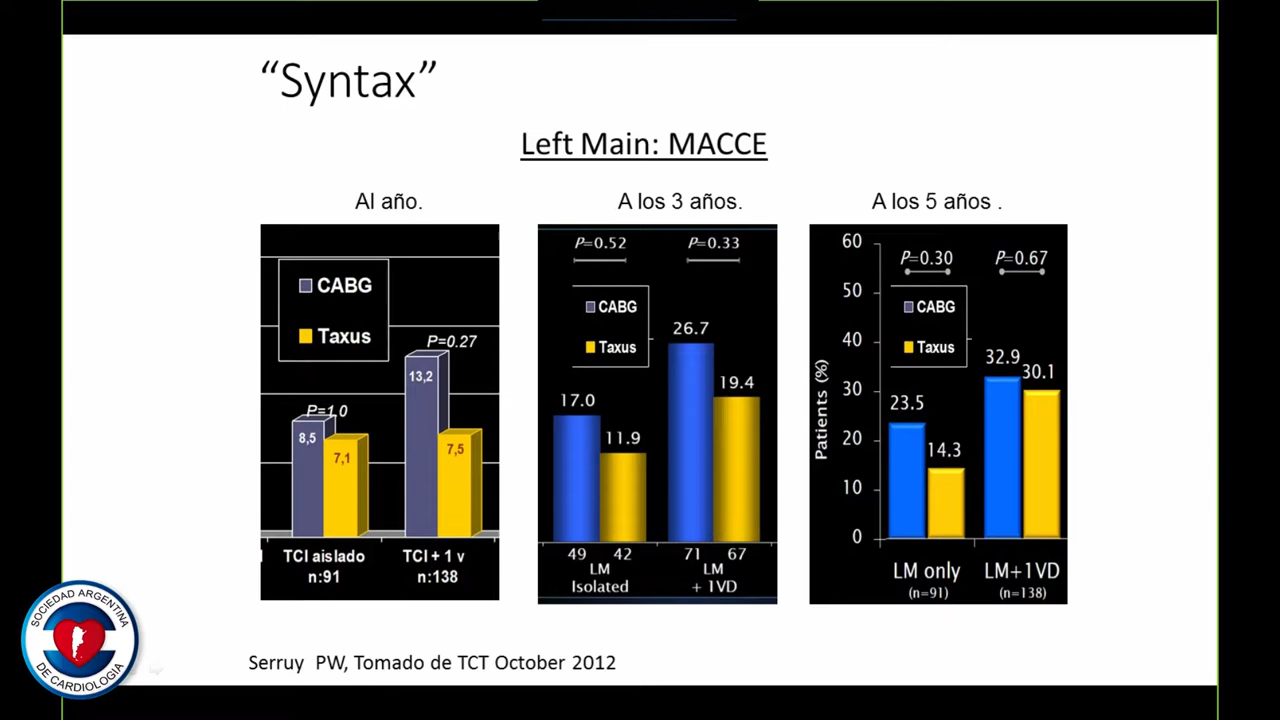 “Syntax”
Left Main: MACCE
Al año.
A los 3 años.
A los 5 años .
CABG
Taxus
P=1,0
P=0.27
8,5
7,1
13,2
7,5
TCI aislado
n:91
TCI + 1 v
n:138
P=0.52
P=0.33
CABG
Taxus
17.0
11.9
26.7
19.4
49 42
71 67
LM
Isolated
LM
+ 1VD
Patients (%)
60
50
40
30
20
10
0
P=0.30
P=0.67
CABG
Taxus
23.5
14.3
32.9
30.1
LM only
(n=91)
LM+1VD
(n=138)
SOCIEDAD ARGENTINA
DE CARDIOLOGÍA
Serruy PW, Tomado de TCT October 2012